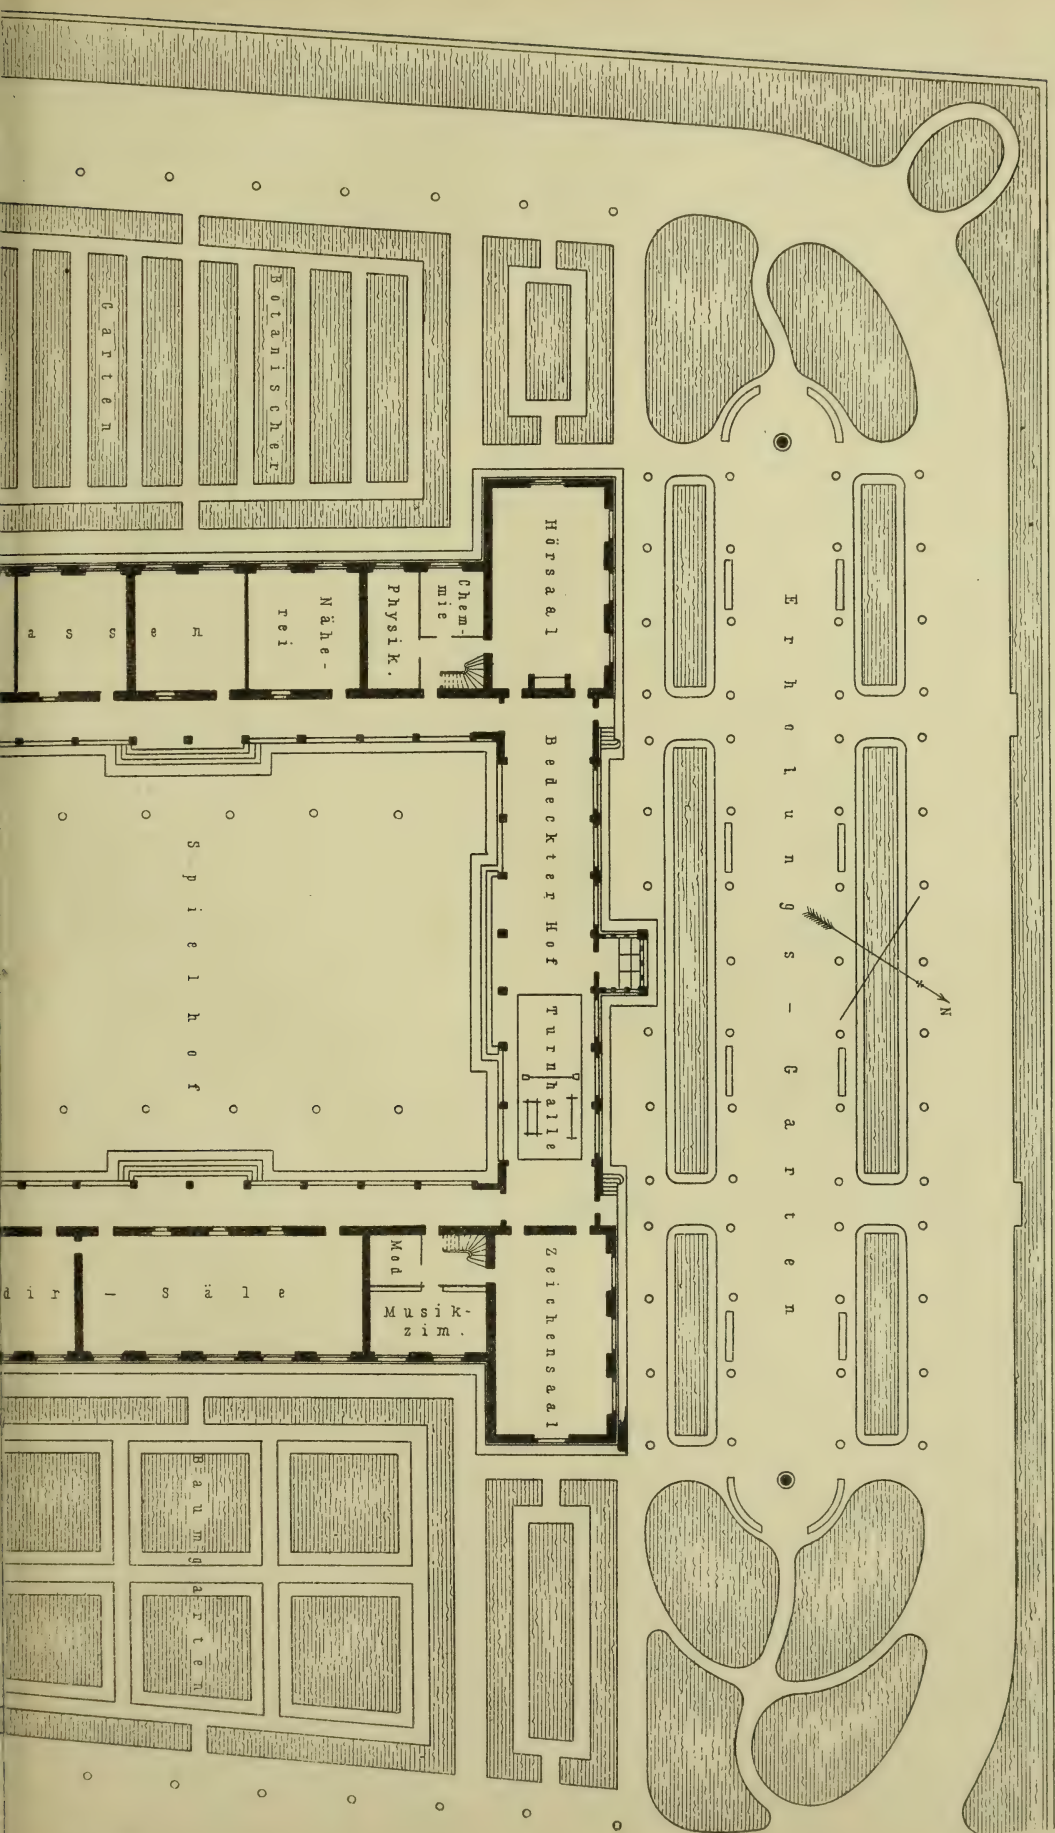 Botanischer
Garten
Hörsaal
Chem-
mie
Physik.
Nähe-
rei
assen
Bedeckter Hof
Turnhalle
Spielhof
Erholungs-Garten
N
Zeichensaal
Mod
Musik-
zim.
dir - Säle
Baumgarten